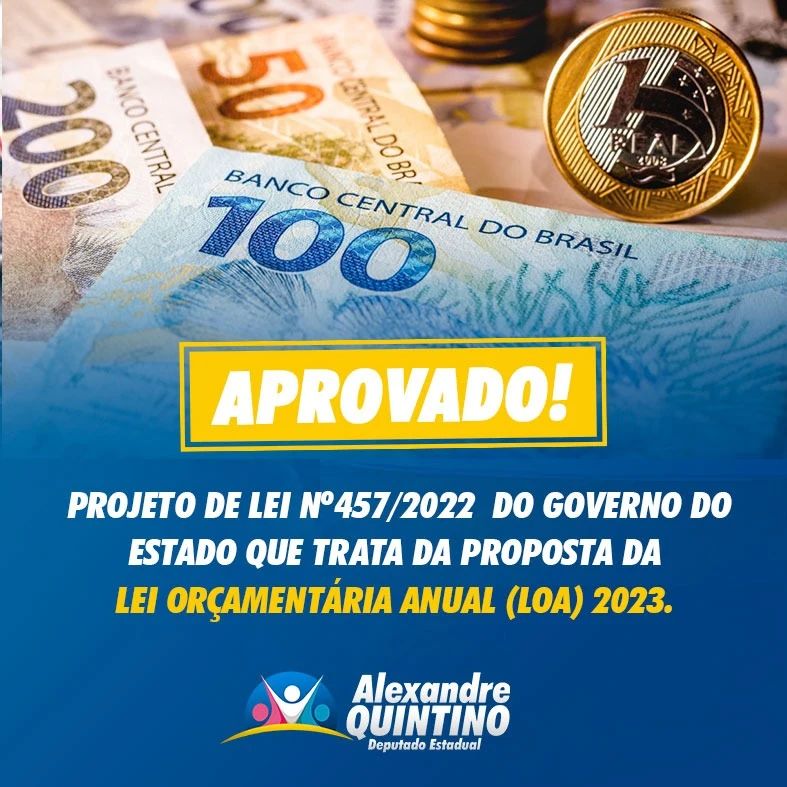 200
BANCO CENTRAL
50
BANCO CENTRAL DO BR
1
REAL
BANCO CENTRAL DO BRASIL
100
APROVADO!
PROJETO DE LEI Nº457/2022 DO GOVERNO DO
ESTADO QUE TRATA DA PROPOSTA DA
LEI ORÇAMENTÁRIA ANUAL (LOA) 2023.
Alexandre
QUINTINO
Deputado Estadual